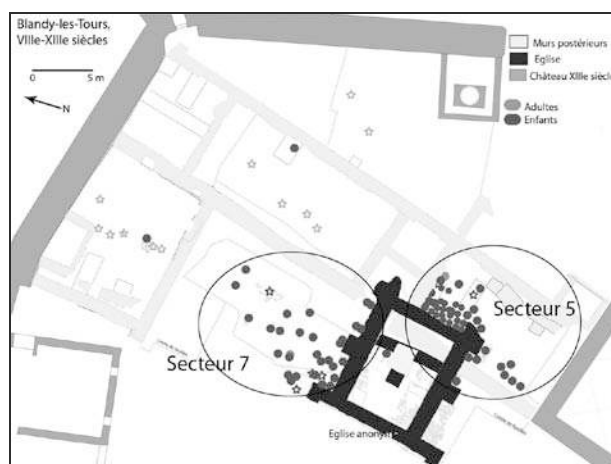 Blandy-les-Tours,
VIIIe-XIIIe siècles
0 5 m
N
Murs postérieurs
Eglise
Château XIIIe siècle
Adultes
Enfants
Secteur 5
Secteur 7
Eglise anonyme